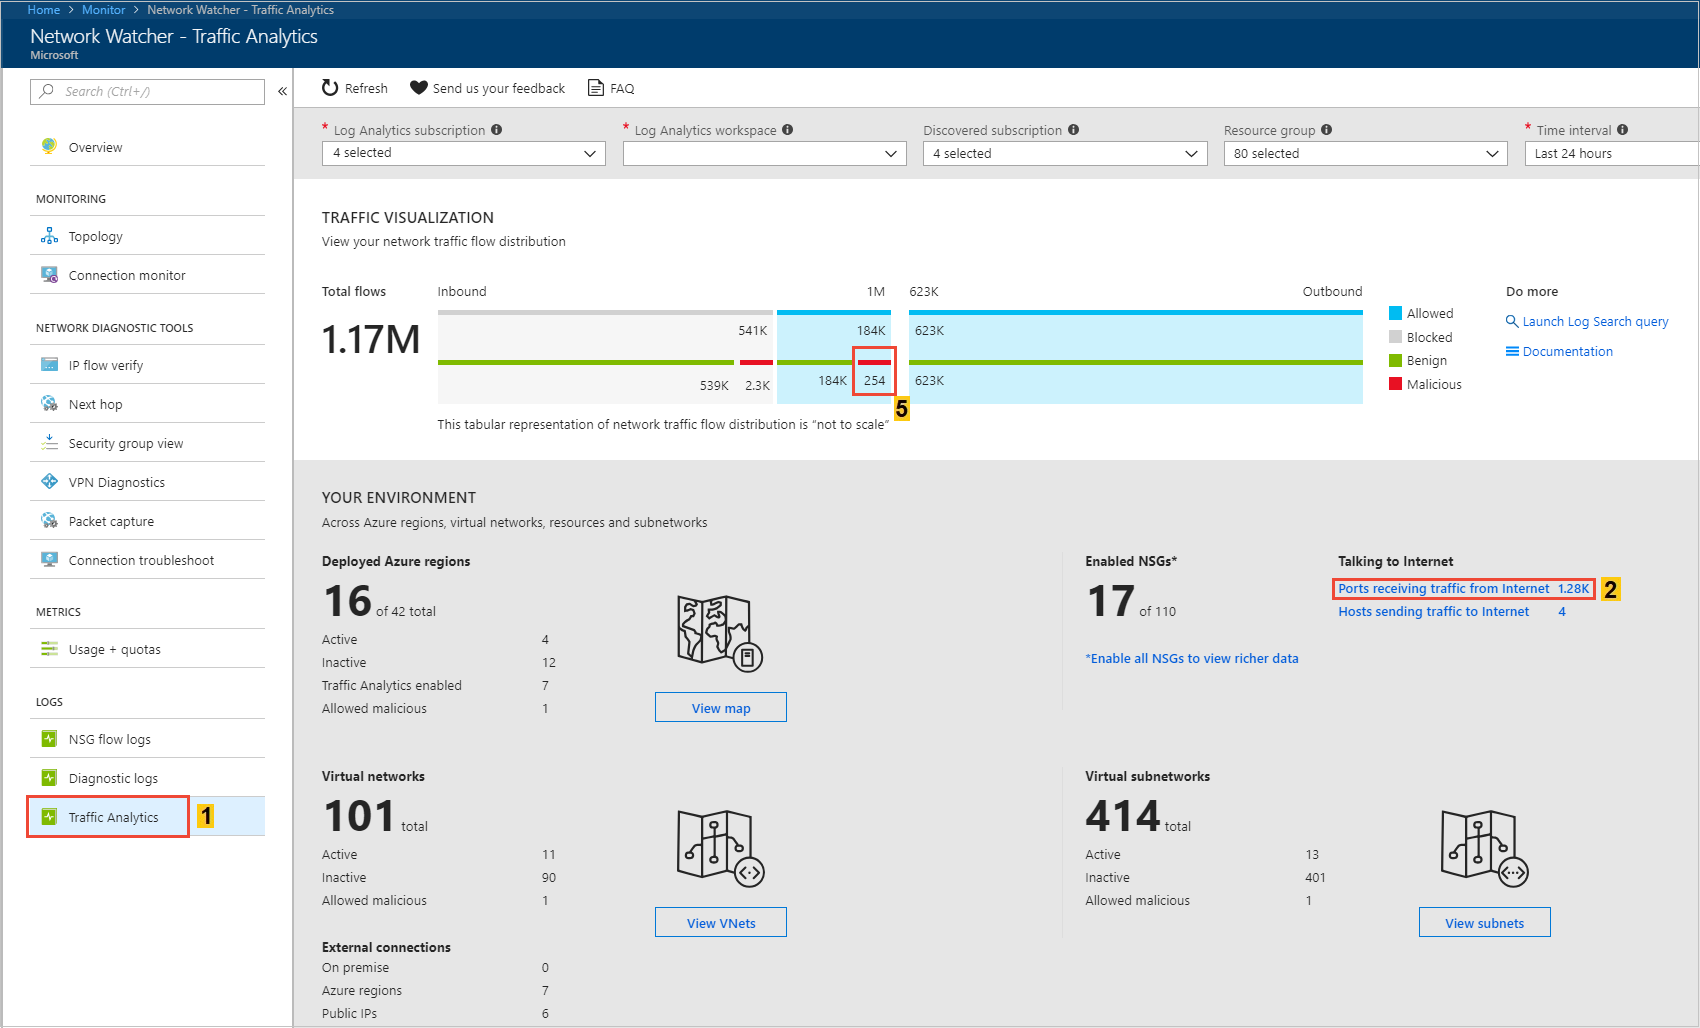 Home > Monitor > Network Watcher - Traffic Analytics
Network Watcher - Traffic Analytics
Microsoft
Search (Ctrl+/)
«
Overview
MONITORING
Topology
Connection monitor
NETWORK DIAGNOSTIC TOOLS
IP flow verify
Next hop
Security group view
VPN Diagnostics
Packet capture
Connection troubleshoot
METRICS
Usage + quotas
LOGS
NSG flow logs
Diagnostic logs
Traffic Analytics
1
Refresh
Send us your feedback
FAQ
* Log Analytics subscription
4 selected
* Log Analytics workspace
Discovered subscription
4 selected
Resource group
80 selected
* Time interval
Last 24 hours
TRAFFIC VISUALIZATION
View your network traffic flow distribution
Total flows
1.17M
Inbound 1M 623K Outbound
541K 184K 623K
539K 2.3K 184K 254 623K
5
This tabular representation of network traffic flow distribution is "not to scale"
Allowed
Blocked
Benign
Malicious
Do more
Launch Log Search query
Documentation
YOUR ENVIRONMENT
Across Azure regions, virtual networks, resources and subnetworks
Deployed Azure regions
16 of 42 total
Active 4
Inactive 12
Traffic Analytics enabled 7
Allowed malicious 1
View map
Enabled NSGs*
17 of 110
*Enable all NSGs to view richer data
Talking to Internet
Ports receiving traffic from Internet 1.28K
2
Hosts sending traffic to Internet 4
Virtual networks
101 total
Active 11
Inactive 90
Allowed malicious 1
View VNets
Virtual subnetworks
414 total
Active 13
Inactive 401
Allowed malicious 1
View subnets
External connections
On premise 0
Azure regions 7
Public IPs 6